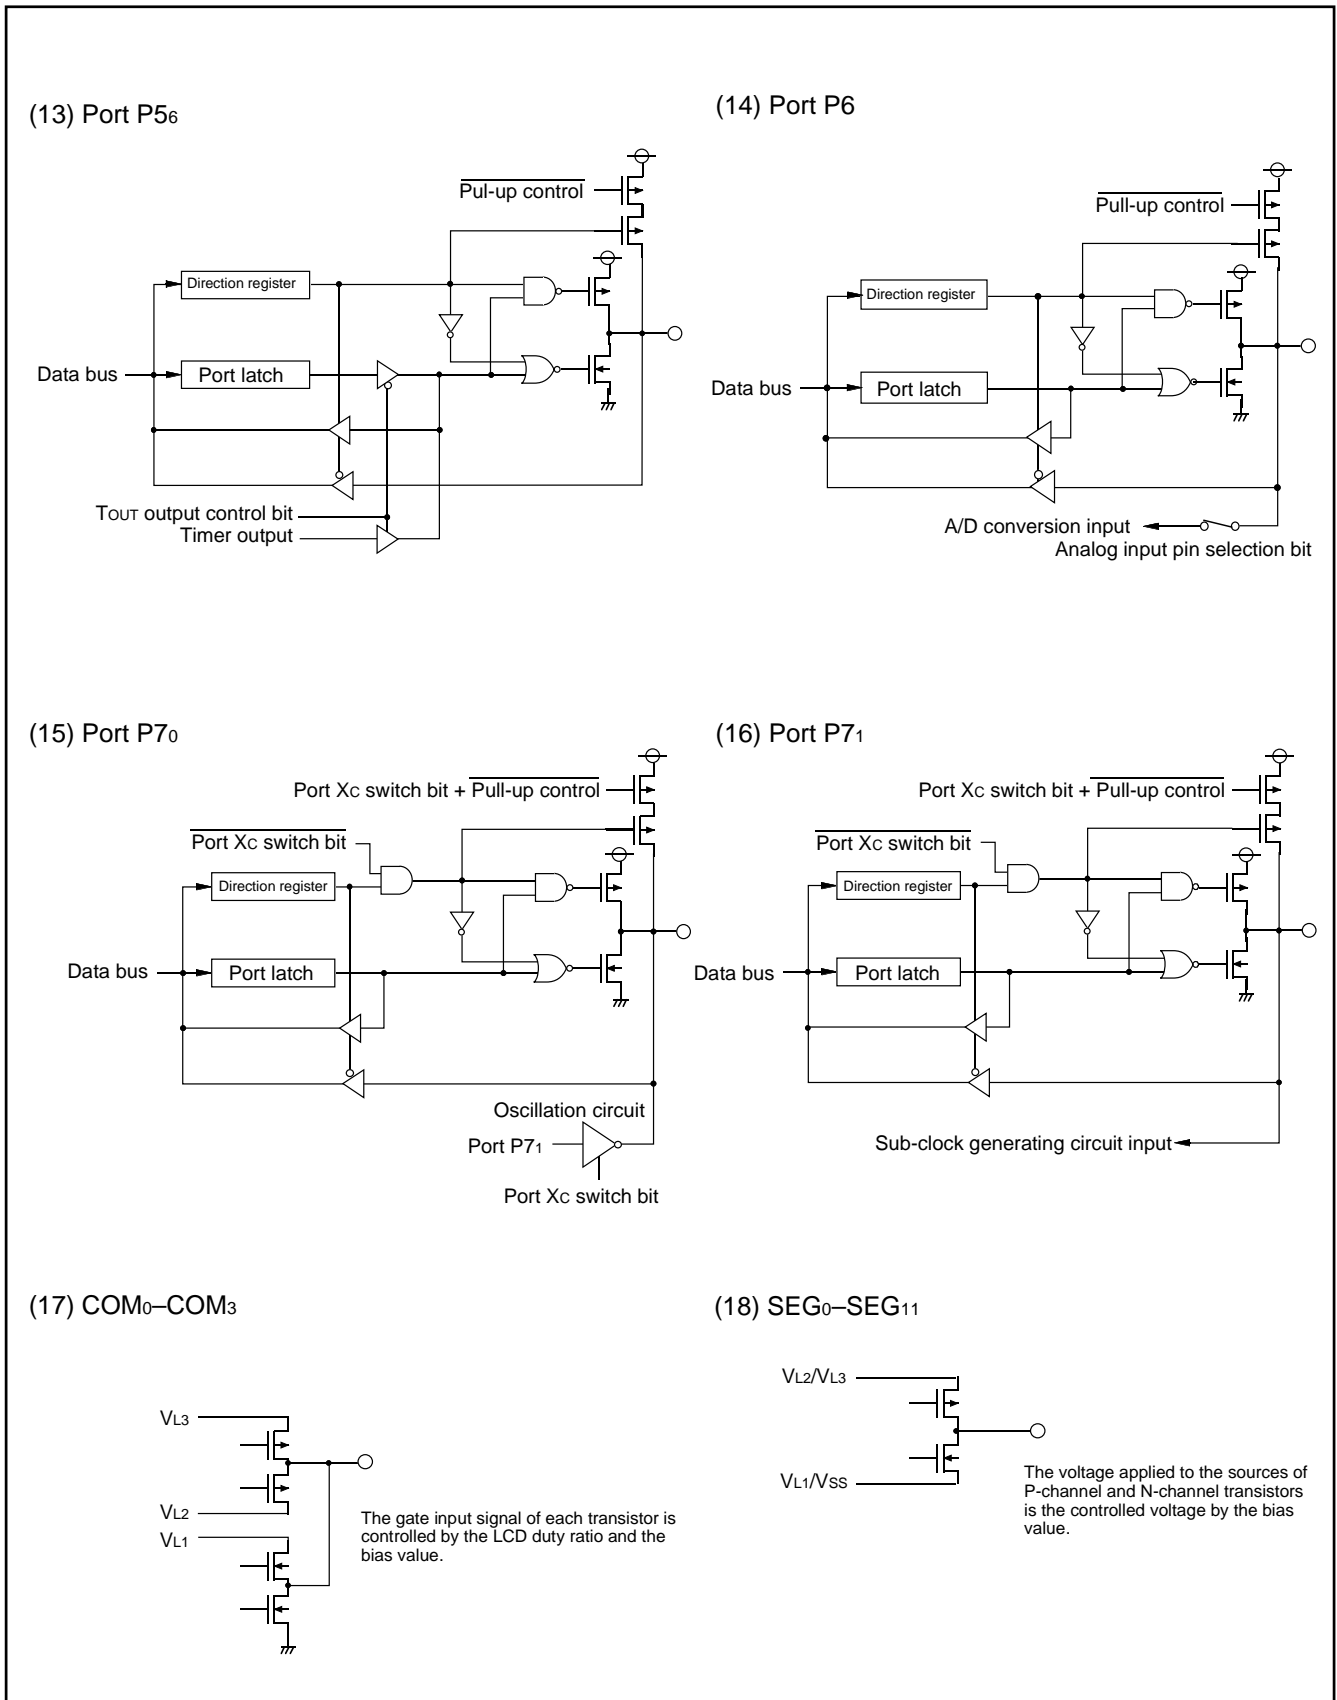 (13) Port P56
Pul-up control
Direction register
Data bus
Port latch
TOUT output control bit
Timer output
(14) Port P6
Pull-up control
Direction register
Data bus
Port latch
A/D conversion input
Analog input pin selection bit
(15) Port P70
Port XC switch bit + Pull-up control
Port XC switch bit
Direction register
Data bus
Port latch
Oscillation circuit
Port P71
Port XC switch bit
(16) Port P71
Port XC switch bit + Pull-up control
Port XC switch bit
Direction register
Data bus
Port latch
Sub-clock generating circuit input
(17) COM0–COM3
VL3
VL2
VL1
The gate input signal of each transistor is
controlled by the LCD duty ratio and the
bias value.
(18) SEG0–SEG11
VL2/VL3
VL1/VSS
The voltage applied to the sources of
P-channel and N-channel transistors
is the controlled voltage by the bias
value.